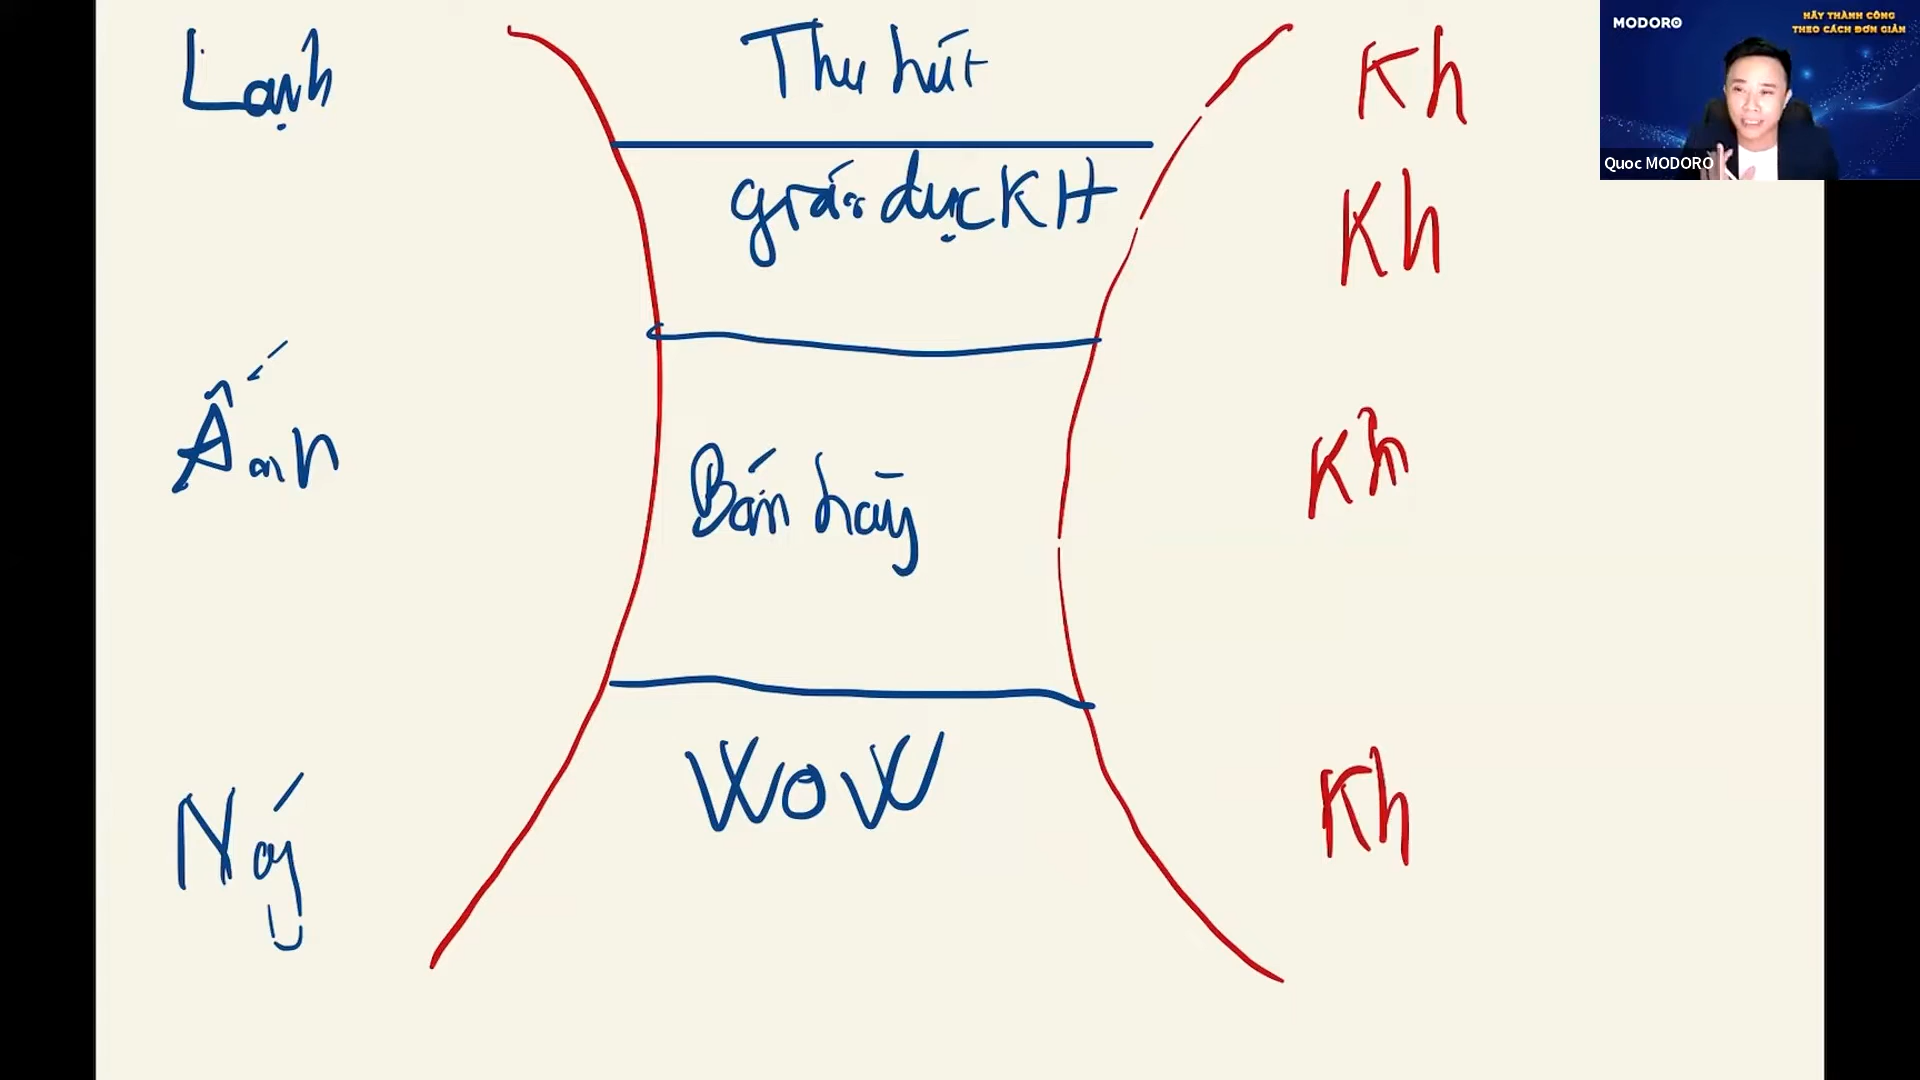 MODORO
HÃY THÀNH CÔNG
THEO CÁCH ĐƠN GIẢN
Quoc MODORO
Lạnh
Thu hút
Kh
giáo dục KH
Kh
Ấm
Bán hàng
Kh
Nóng
WOW
Kh